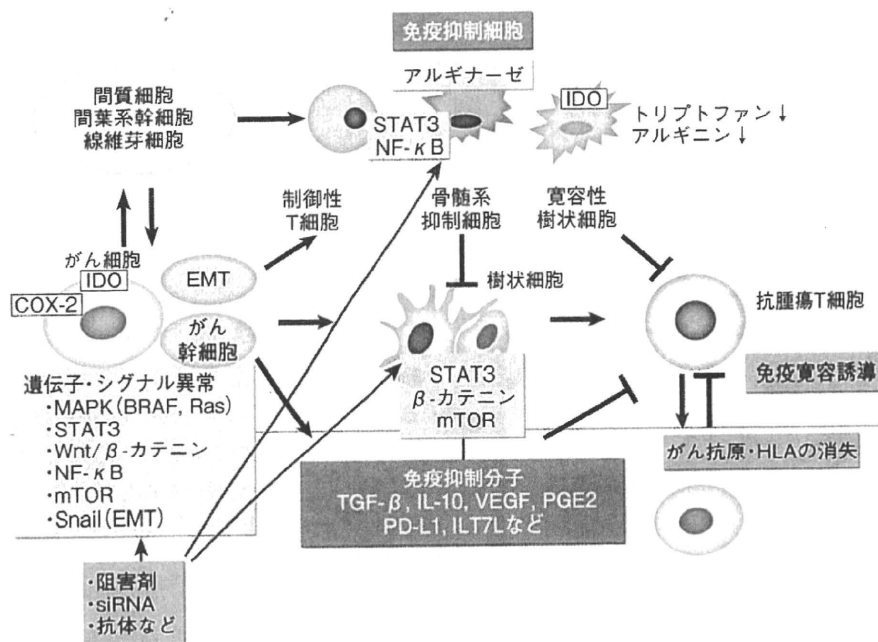 免疫抑制細胞
アルギナーゼ
間質細胞
間葉系幹細胞
線維芽細胞
STAT3
NF-κB
IDO
トリプトファン↓
アルギニン↓
制御性
T細胞
骨髄系
抑制細胞
寛容性
樹状細胞
がん細胞
IDO
COX-2
EMT
がん
幹細胞
樹状細胞
抗腫瘍T細胞
STAT3
β-カテニン
mTOR
免疫寛容誘導
遺伝子・シグナル異常
・MAPK(BRAF, Ras)
・STAT3
・Wnt/β-カテニン
・NF-κB
・mTOR
・Snail(EMT)
がん抗原・HLAの消失
免疫抑制分子
TGF-β, IL-10, VEGF, PGE2
PD-L1, ILT7Lなど
・阻害剤
・siRNA
・抗体など